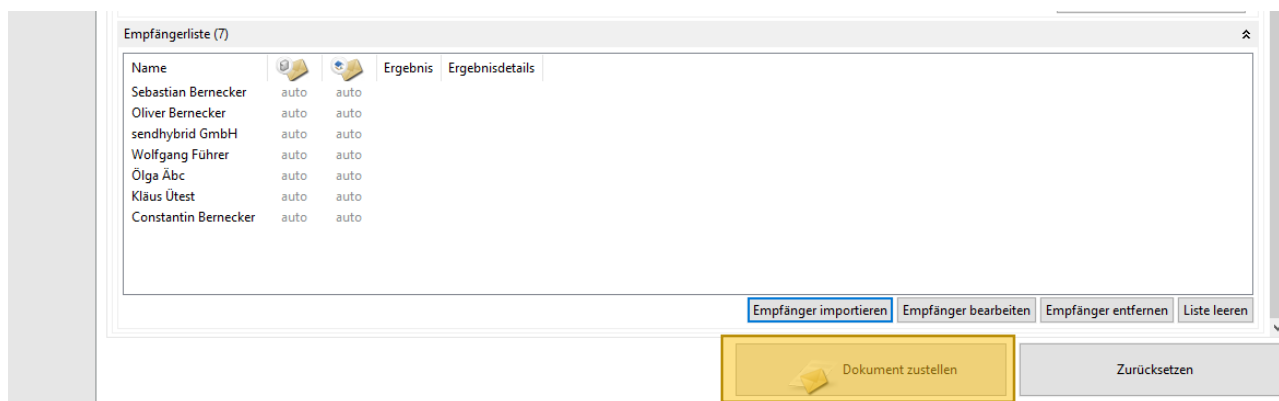 Empfängerliste (7)
Name Ergebnis Ergebnisdetails
Sebastian Bernecker auto auto
Oliver Bernecker auto auto
sendhybrid GmbH auto auto
Wolfgang Führer auto auto
Ölga Äbc auto auto
Kläus Ütest auto auto
Constantin Bernecker auto auto
Empfänger importieren Empfänger bearbeiten Empfänger entfernen Liste leeren
Dokument zustellen Zurücksetzen